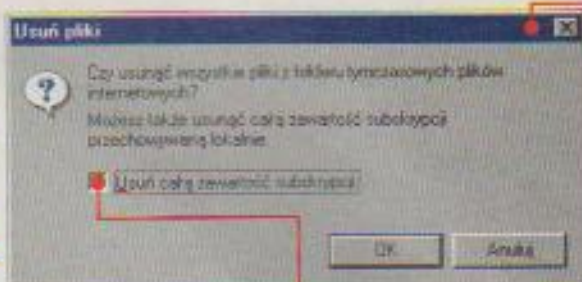 Usuń pliki
Czy usunąć wszystkie pliki z folderu tymczasowych plików
internetowych?
Możesz także usunąć całą zawartość subskrypcji
przechowywaną lokalnie.
Usuń całą zawartość subskrypcji
OK
Anuluj